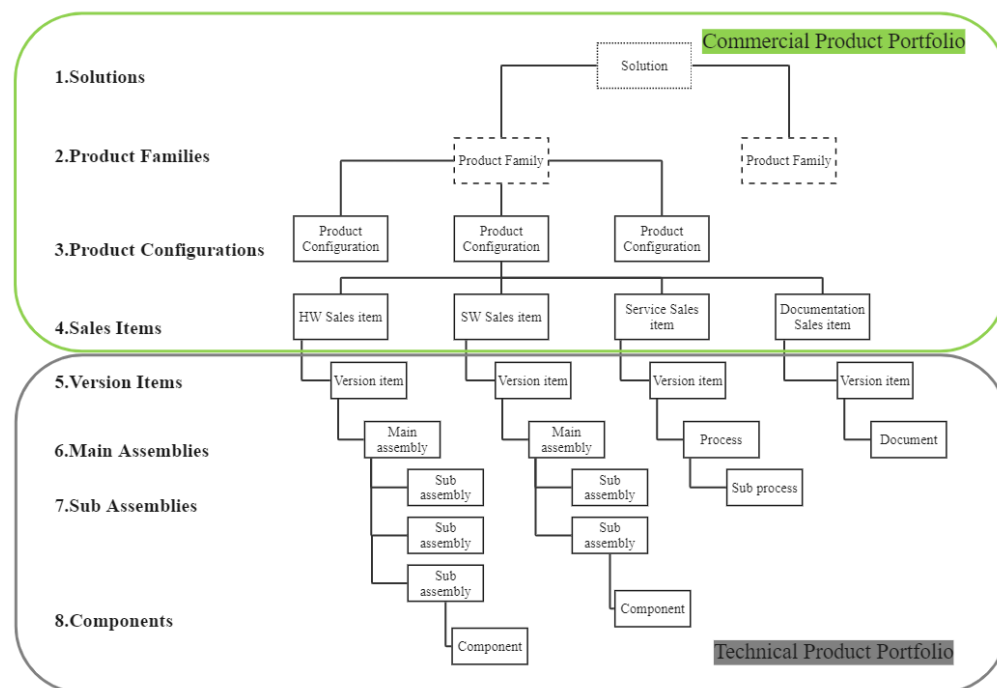 Commercial Product Portfolio
1.Solutions
Solution
2.Product Families
Product Family
Product Family
3.Product Configurations
Product
Configuration
Product
Configuration
Product
Configuration
4.Sales Items
HW Sales item
SW Sales item
Service Sales
item
Documentation
Sales item
5.Version Items
Version item
Version item
Version item
Version item
6.Main Assemblies
Main
assembly
Main
assembly
Process
Document
7.Sub Assemblies
Sub
assembly
Sub
assembly
Sub process
Sub
assembly
Sub
assembly
Sub
assembly
8.Components
Component
Component
Technical Product Portfolio